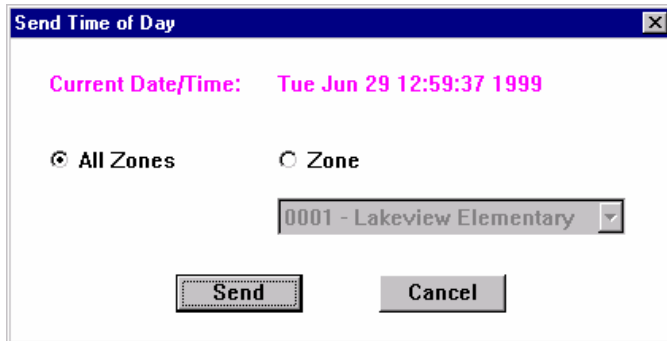 Send Time of Day
Current Date/Time: Tue Jun 29 12:59:37 1999
All Zones Zone
0001 - Lakeview Elementary
Send Cancel